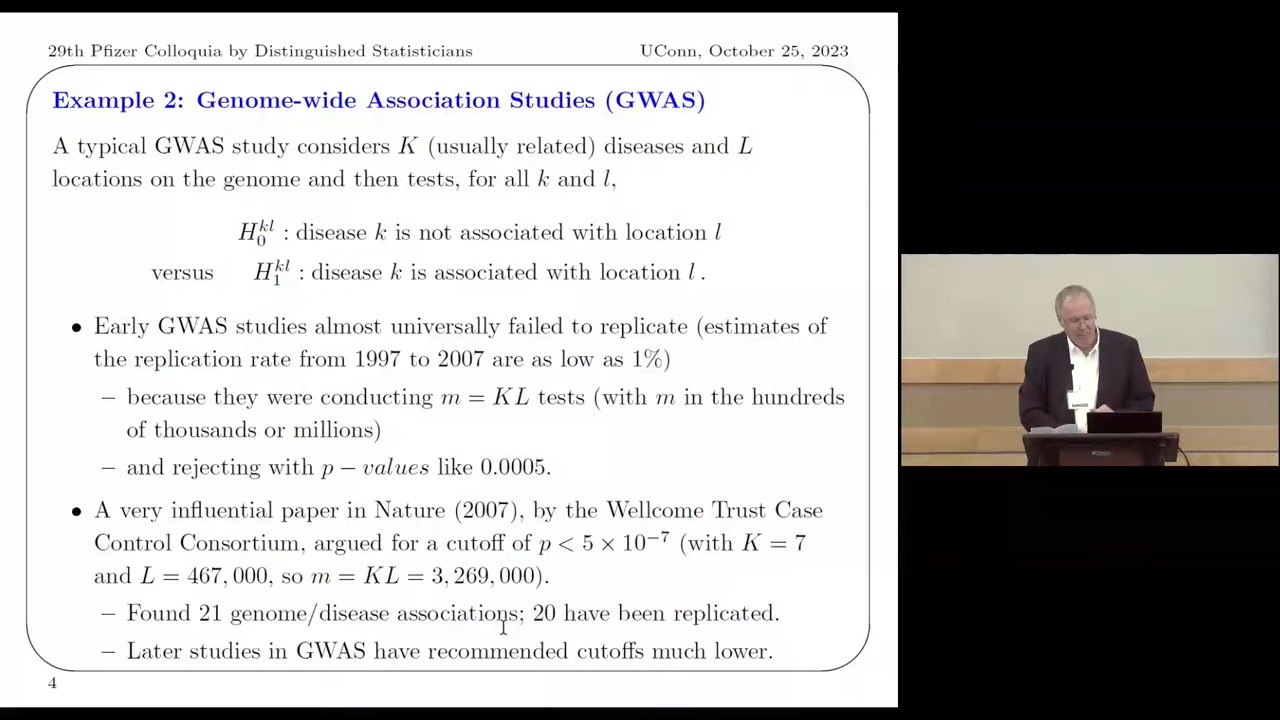 29th Pfizer Colloquia by Distinguished Statisticians UConn, October 25, 2023
Example 2: Genome-wide Association Studies (GWAS)
A typical GWAS study considers K (usually related) diseases and L
locations on the genome and then tests, for all k and l,
H₀ᵏˡ : disease k is not associated with location l
versus H₁ᵏˡ : disease k is associated with location l .
• Early GWAS studies almost universally failed to replicate (estimates of
the replication rate from 1997 to 2007 are as low as 1%)
– because they were conducting m = KL tests (with m in the hundreds
of thousands or millions)
– and rejecting with p − values like 0.0005.
• A very influential paper in Nature (2007), by the Wellcome Trust Case
Control Consortium, argued for a cutoff of p < 5 × 10⁻⁷ (with K = 7
and L = 467,000, so m = KL = 3,269,000).
– Found 21 genome/disease associations; 20 have been replicated.
– Later studies in GWAS have recommended cutoffs much lower.
4